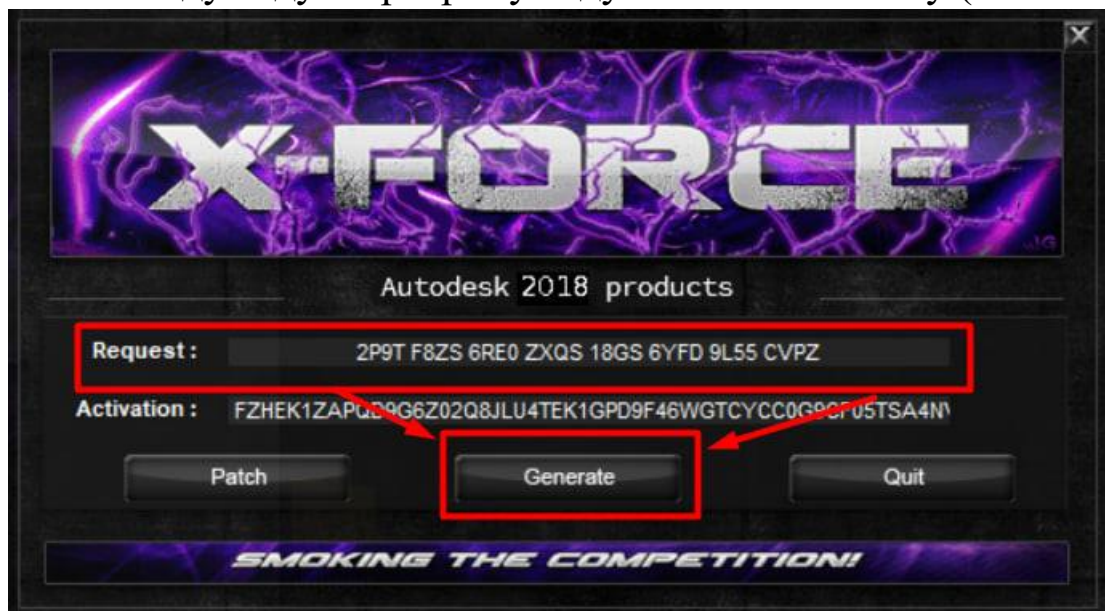 X-FORCE
JG
Autodesk 2018 products
Request :
2P9T F8ZS 6RE0 ZXQS 18GS 6YFD 9L55 CVPZ
Activation :
Patch
Generate
Quit
SMOKING THE COMPETITION!